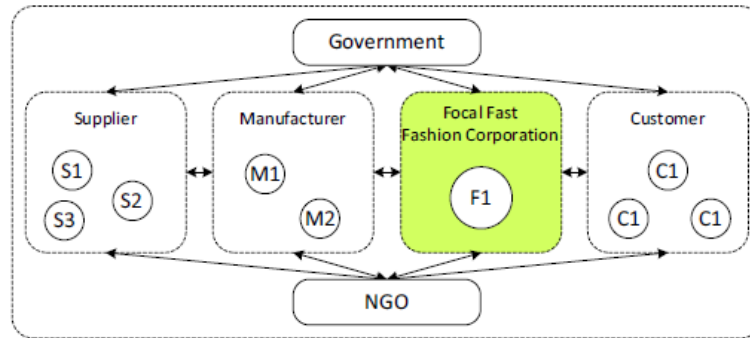 Government
Supplier
Manufacturer
Focal Fast
Fashion Corporation
Customer
S1
S2
S3
M1
M2
F1
C1
C1
C1
NGO